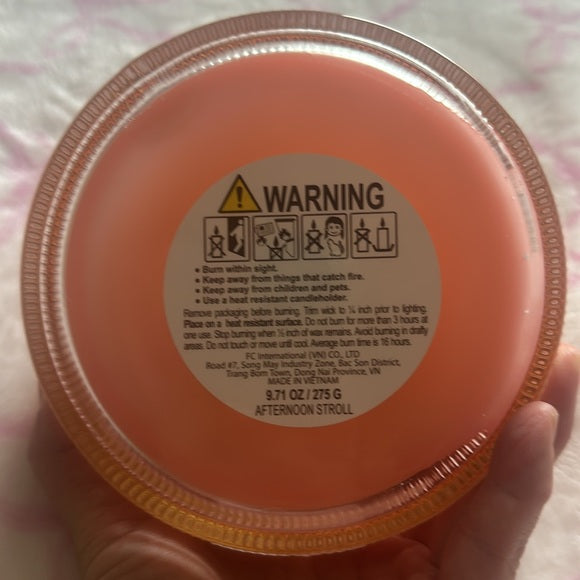 WARNING
• Burn within sight.
• Keep away from things that catch fire.
• Keep away from children and pets.
• Use a heat resistant candleholder.
Remove packaging before burning. Trim wick to ¼ inch prior to lighting.
Place on a heat resistant surface. Do not burn for more than 3 hours at
one use. Stop burning when ½ inch of wax remains. Avoid burning in drafty
areas. Do not touch or move until cool. Average burn time is 16 hours.
FC International (VN) CO., LTD
Road #7, Song May Industry Zone, Bac Son District,
Trang Bom Town, Dong Nai Province, VN
MADE IN VIETNAM
9.71 OZ / 275 G
AFTERNOON STROLL